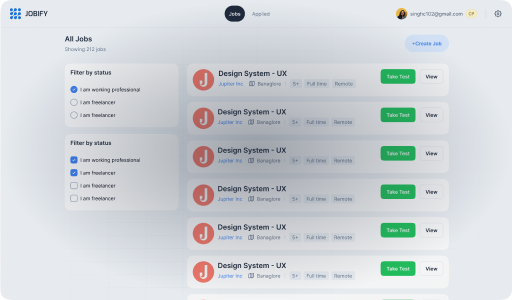 JOBIFY
Jobs
Applied
singhc102@gmail.com
CP
All Jobs
Showing 212 jobs
+Create Job
Filter by status
I am working professional
I am freelancer
I am freelancer
Filter by status
I am working professional
I am freelancer
I am freelancer
I am freelancer
Design System - UX
Jupiter Inc Banaglore 5+ Full time Remote
Take Test
View
Design System - UX
Jupiter Inc Banaglore 5+ Full time Remote
Take Test
View
Design System - UX
Jupiter Inc Banaglore 5+ Full time Remote
Take Test
View
Design System - UX
Jupiter Inc Banaglore 5+ Full time Remote
Take Test
View
Design System - UX
Jupiter Inc Banaglore 5+ Full time Remote
Take Test
View
Design System - UX
Jupiter Inc Banaglore 5+ Full time Remote
Take Test
View